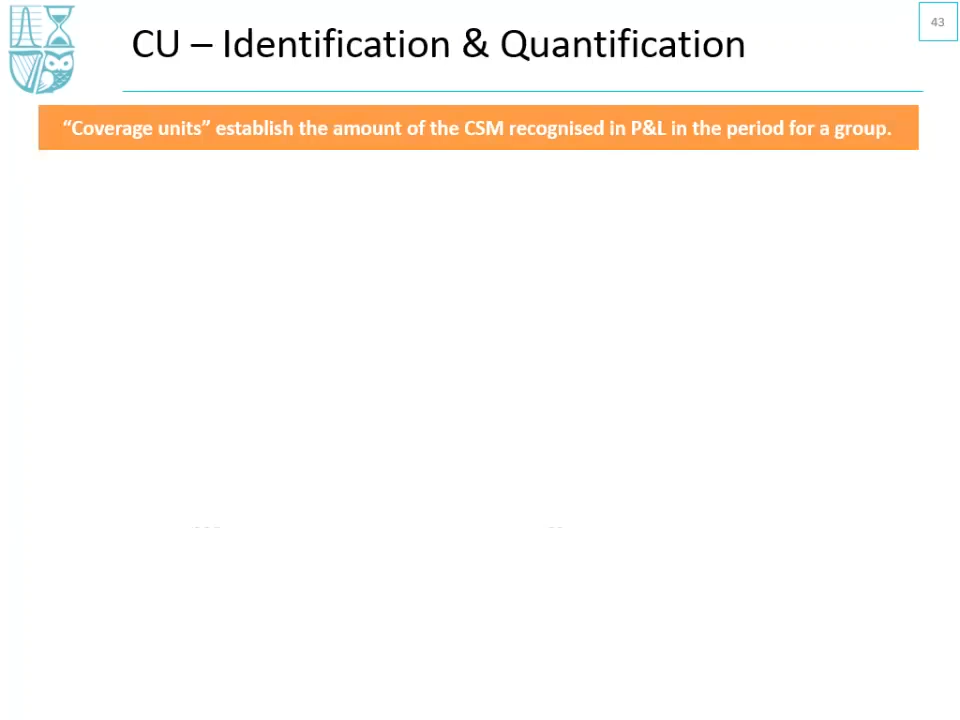 43
CU – Identification & Quantification
“Coverage units” establish the amount of the CSM recognised in P&L in the period for a group.